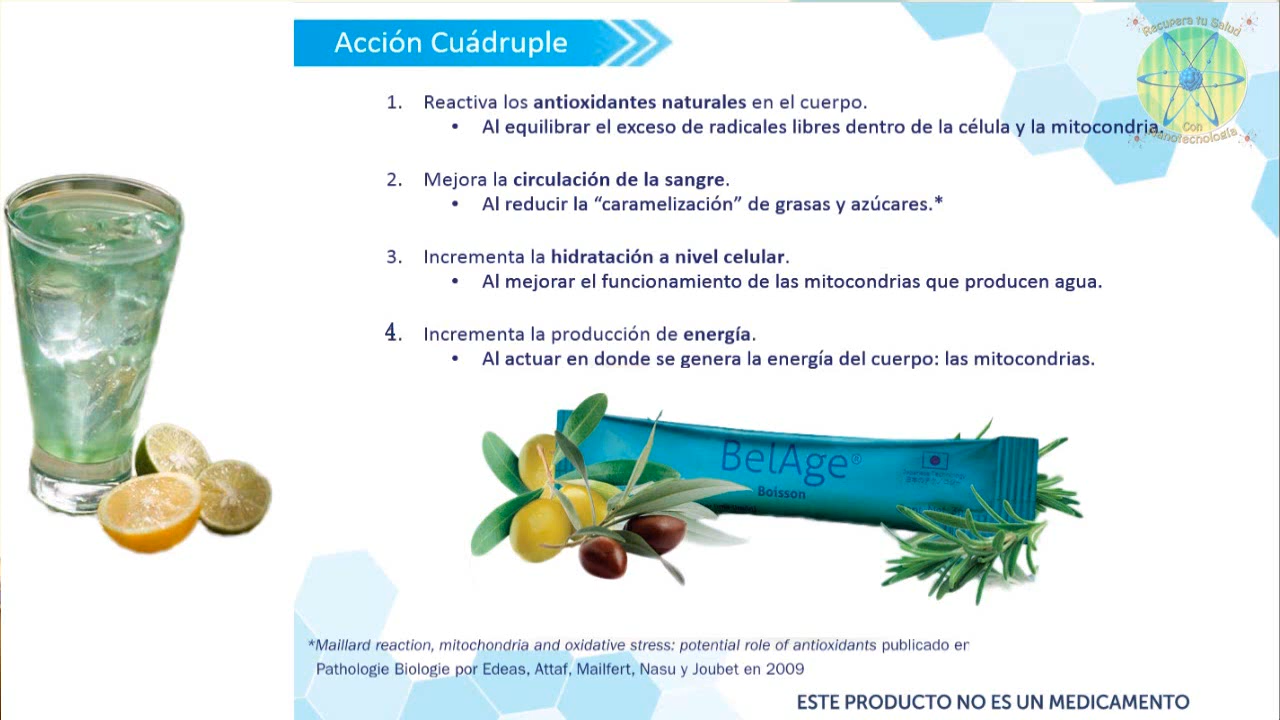 Acción Cuádruple
Recupera tu Salud
Con
Nanotecnología
1. Reactiva los antioxidantes naturales en el cuerpo.
• Al equilibrar el exceso de radicales libres dentro de la célula y la mitocondria.
2. Mejora la circulación de la sangre.
• Al reducir la “caramelización” de grasas y azúcares.*
3. Incrementa la hidratación a nivel celular.
• Al mejorar el funcionamiento de las mitocondrias que producen agua.
4. Incrementa la producción de energía.
• Al actuar en donde se genera la energía del cuerpo: las mitocondrias.
BelAge®
Boisson
*Maillard reaction, mitochondria and oxidative stress: potential role of antioxidants publicado en
Pathologie Biologie por Edeas, Attaf, Mailfert, Nasu y Joubet en 2009
ESTE PRODUCTO NO ES UN MEDICAMENTO